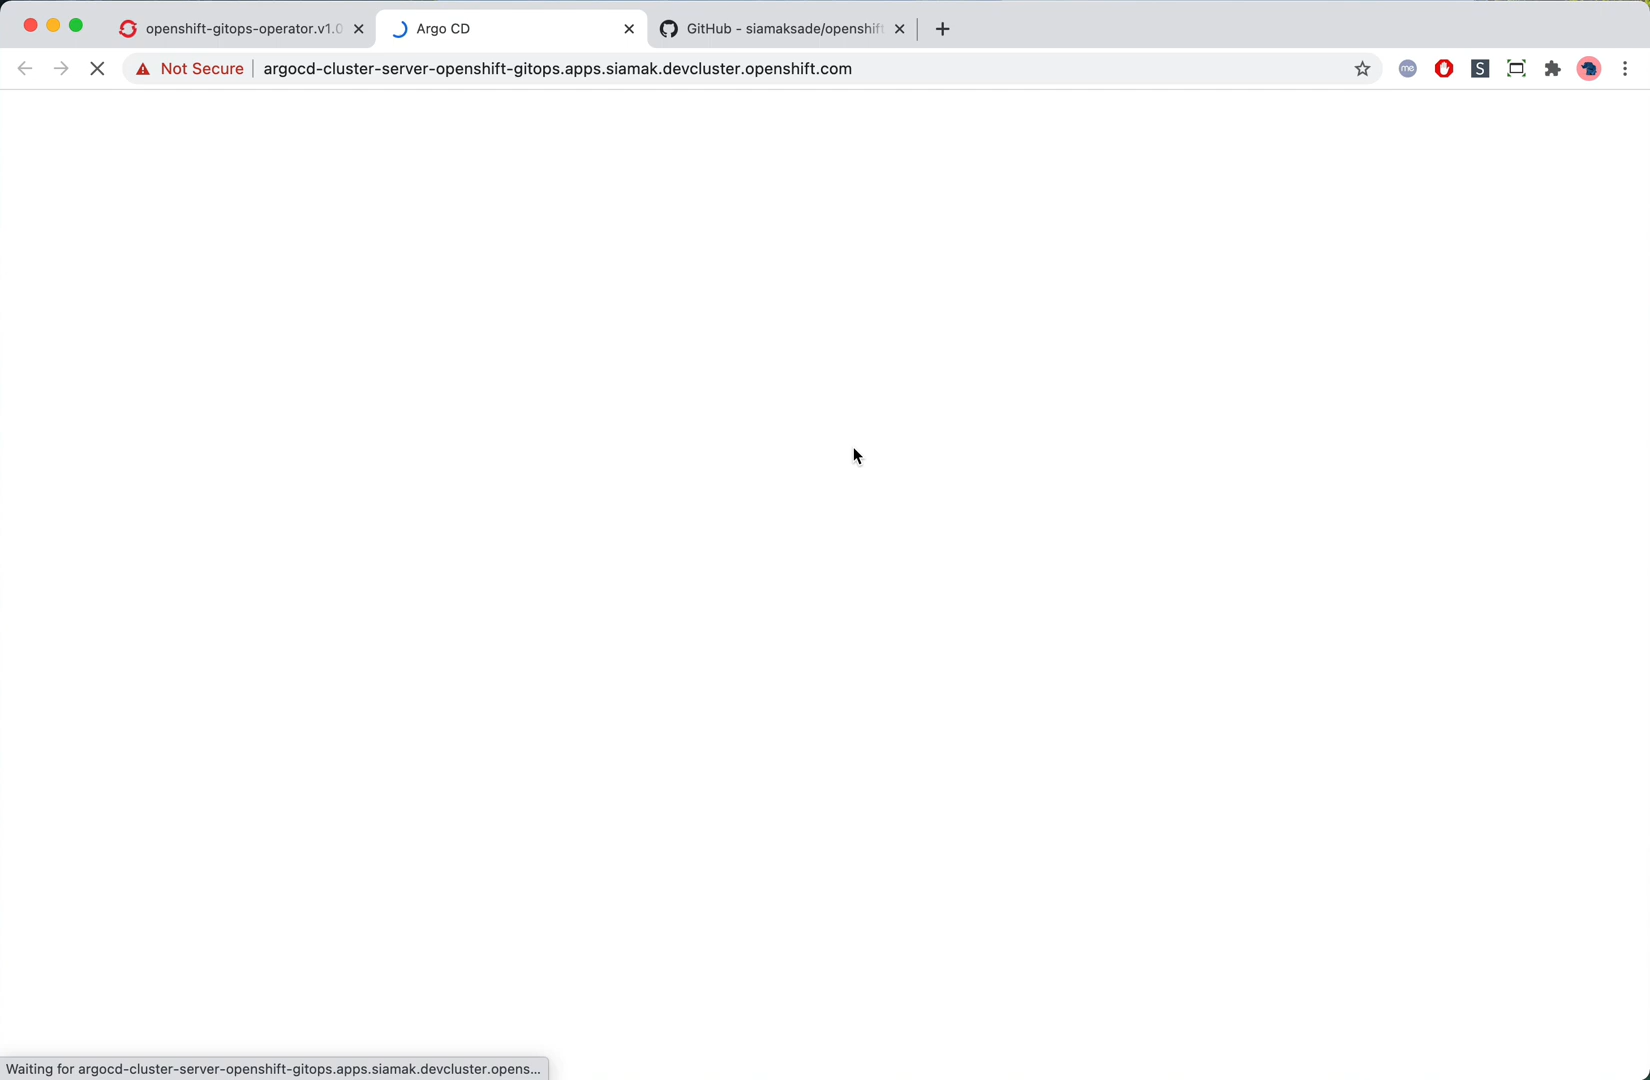 openshift-gitops-operator.v1.0
Argo CD
GitHub - siamaksade/openshift
Not Secure
argocd-cluster-server-openshift-gitops.apps.siamak.devcluster.openshift.com
me
S
Waiting for argocd-cluster-server-openshift-gitops.apps.siamak.devcluster.opens...